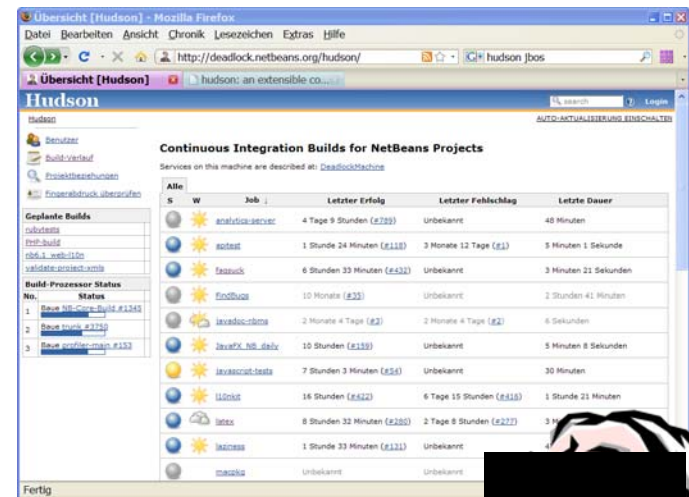 Übersicht [Hudson] - Mozilla Firefox
Datei Bearbeiten Ansicht Chronik Lesezeichen Extras Hilfe
http://deadlock.netbeans.org/hudson/ hudson jbos
Übersicht [Hudson] hudson: an extensible co...
Hudson search Login
Hudson AUTO-AKTUALISIERUNG EINSCHALTEN
Benutzer
Build-Verlauf
Projektbeziehungen
Fingerabdruck überprüfen
Geplante Builds
rubytests
PHP-build
nb6.1_web-l10n
validate-project-xmls
Build-Prozessor Status
No. Status
1 Baue NB-Core-Build #1345
2 Baue trunk #3750
3 Baue profiler-main #153
Continuous Integration Builds for NetBeans Projects
Services on this machine are described at: DeadlockMachine
Alle
S W Job ↓ Letzter Erfolg Letzter Fehlschlag Letzte Dauer
analytics-server 4 Tage 9 Stunden (#789) Unbekannt 48 Minuten
aptest 1 Stunde 24 Minuten (#118) 3 Monate 12 Tage (#1) 5 Minuten 1 Sekunde
faqsuck 6 Stunden 33 Minuten (#432) Unbekannt 3 Minuten 21 Sekunden
FindBugs 10 Monate (#35) Unbekannt 2 Stunden 41 Minuten
javadoc-nbms 2 Monate 4 Tage (#3) 2 Monate 4 Tage (#2) 6 Sekunden
JavaFX_NB_daily 10 Stunden (#159) Unbekannt 5 Minuten 8 Sekunden
javascript-tests 7 Stunden 3 Minuten (#54) Unbekannt 30 Minuten
l10nkit 16 Stunden (#422) 6 Tage 15 Stunden (#416) 1 Stunde 21 Minuten
latex 8 Stunden 32 Minuten (#280) 2 Tage 8 Stunden (#277)
laziness 1 Stunde 33 Minuten (#131) Unbekannt
maczkg Unbekannt Unbekannt
Fertig